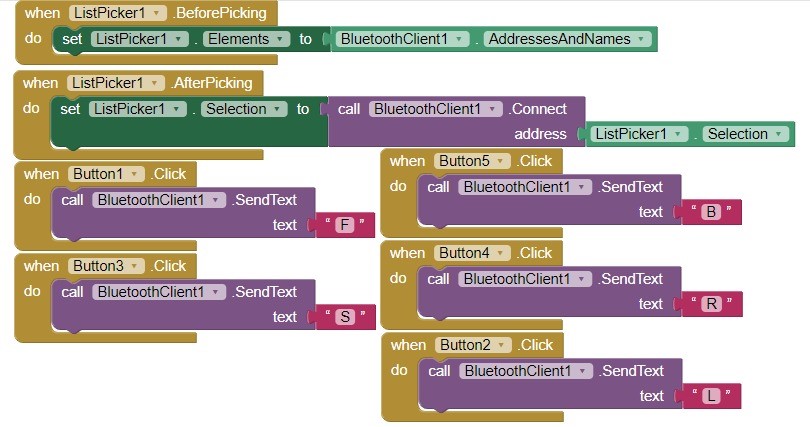 when ListPicker1 .BeforePicking
do set ListPicker1 . Elements to BluetoothClient1 . AddressesAndNames
when ListPicker1 .AfterPicking
do set ListPicker1 . Selection to call BluetoothClient1 .Connect
address ListPicker1 . Selection
when Button1 .Click
do call BluetoothClient1 .SendText
text “ F ”
when Button3 .Click
do call BluetoothClient1 .SendText
text “ S ”
when Button5 .Click
do call BluetoothClient1 .SendText
text “ B ”
when Button4 .Click
do call BluetoothClient1 .SendText
text “ R ”
when Button2 .Click
do call BluetoothClient1 .SendText
text “ L ”